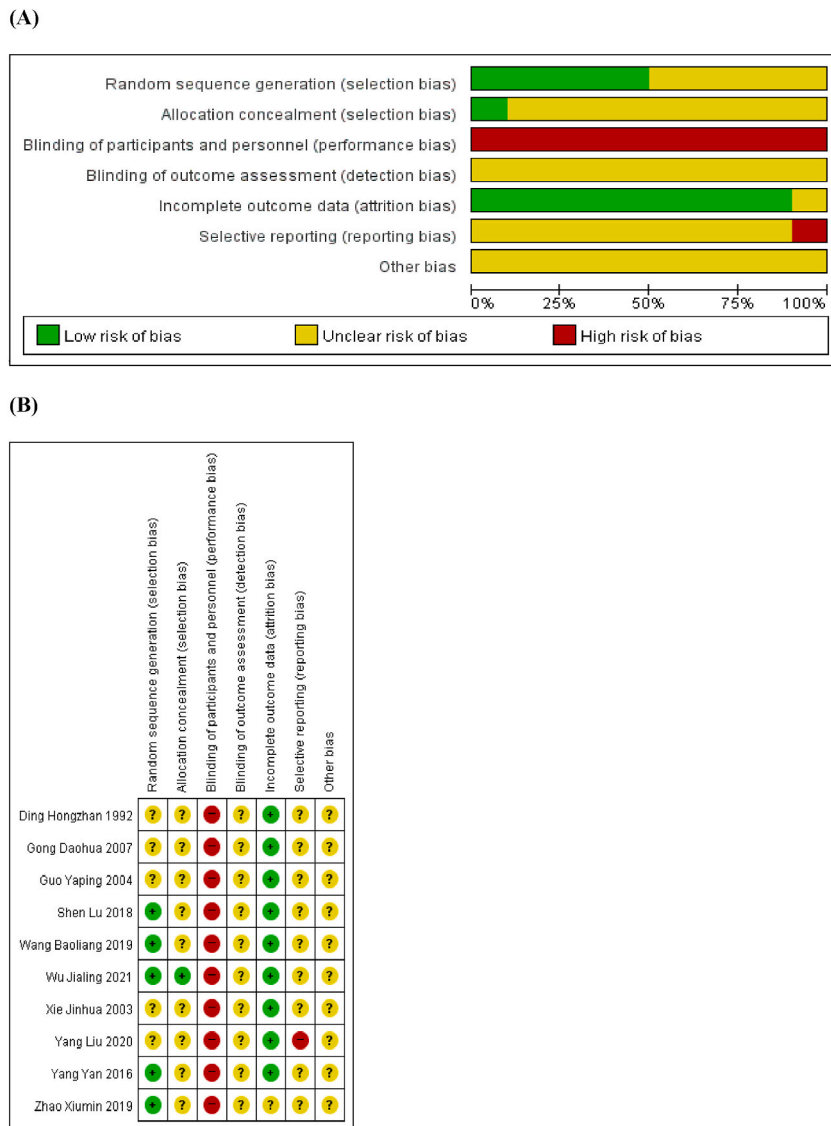 (A)
Random sequence generation (selection bias)
Allocation concealment (selection bias)
Blinding of participants and personnel (performance bias)
Blinding of outcome assessment (detection bias)
Incomplete outcome data (attrition bias)
Selective reporting (reporting bias)
Other bias
0% 25% 50% 75% 100%
Low risk of bias Unclear risk of bias High risk of bias
(B)
Random sequence generation (selection bias)
Allocation concealment (selection bias)
Blinding of participants and personnel (performance bias)
Blinding of outcome assessment (detection bias)
Incomplete outcome data (attrition bias)
Selective reporting (reporting bias)
Other bias
Ding Hongzhan 1992 ? ? - ? + ? ?
Gong Daohua 2007 ? ? - ? + ? ?
Guo Yaping 2004 ? ? - ? + ? ?
Shen Lu 2018 + ? - ? + ? ?
Wang Baoliang 2019 + ? - ? + ? ?
Wu Jialing 2021 + + - ? + ? ?
Xie Jinhua 2003 ? ? - ? + ? ?
Yang Liu 2020 ? ? - ? + - ?
Yang Yan 2016 + ? - ? + ? ?
Zhao Xiumin 2019 + ? - ? ? ? ?